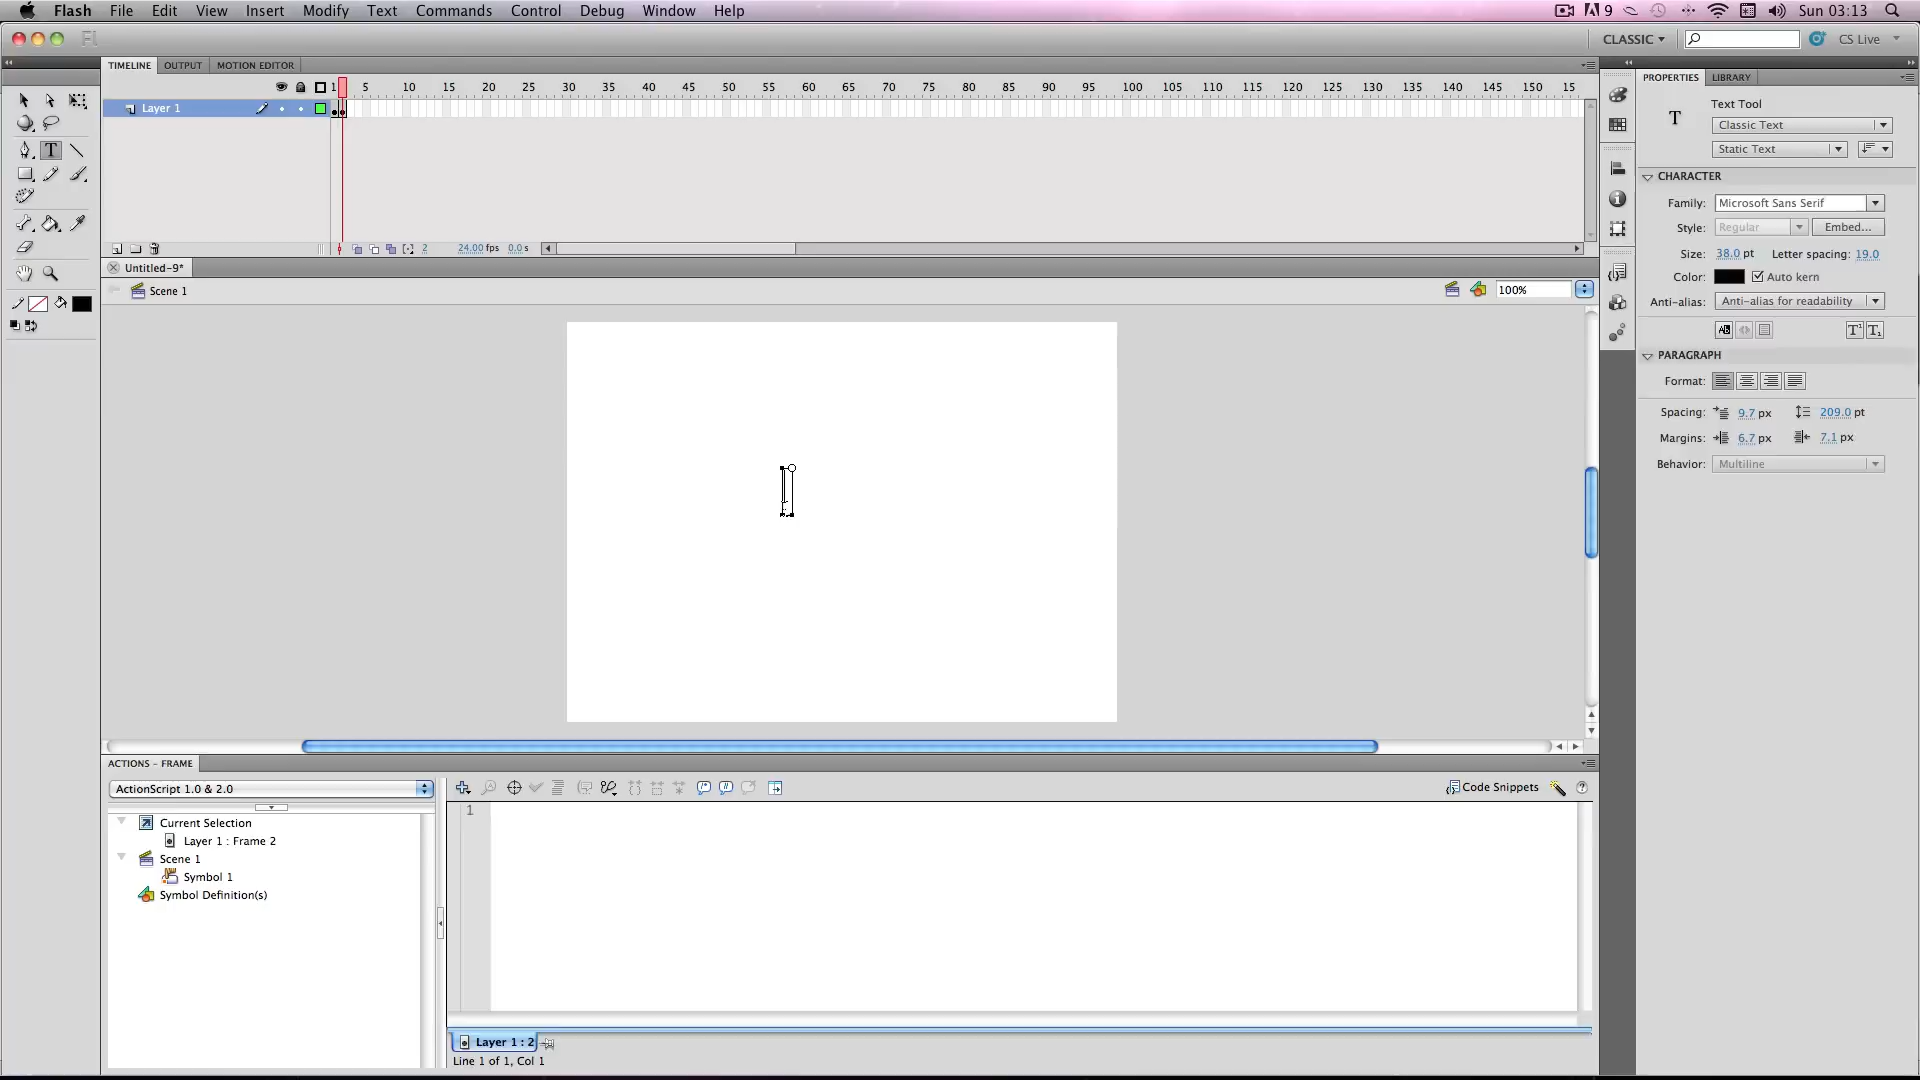 Flash File Edit View Insert Modify Text Commands Control Debug Window Help 9 Sun 03:13
Fl CLASSIC CS Live
TIMELINE OUTPUT MOTION EDITOR
1 5 10 15 20 25 30 35 40 45 50 55 60 65 70 75 80 85 90 95 100 105 110 115 120 125 130 135 140 145 150 15
Layer 1
2 24.00 fps 0.0 s
Untitled-9*
Scene 1 100%
PROPERTIES LIBRARY
T Text Tool
Classic Text
Static Text
CHARACTER
Family: Microsoft Sans Serif
Style: Regular Embed...
Size: 38.0 pt Letter spacing: 19.0
Color: Auto kern
Anti-alias: Anti-alias for readability
PARAGRAPH
Format:
Spacing: 9.7 px 209.0 pt
Margins: 6.7 px 7.1 px
Behavior: Multiline
ACTIONS - FRAME
ActionScript 1.0 & 2.0 Code Snippets
Current Selection
Layer 1 : Frame 2
Scene 1
Symbol 1
Symbol Definition(s)
1
Layer 1 : 2
Line 1 of 1, Col 1